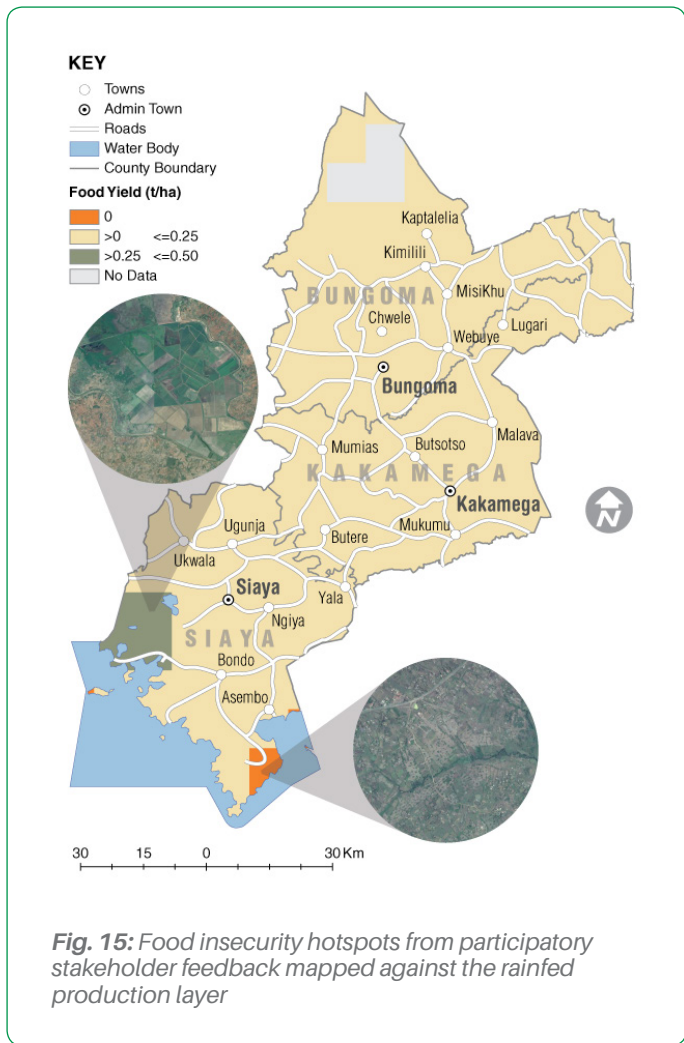 KEY
Towns
Admin Town
Roads
Water Body
County Boundary
Food Yield (t/ha)
0
>0 <=0.25
>0.25 <=0.50
No Data
Kaptalelia
Kimilili
BUNGOMA
MisiKhu
Chwele
Lugari
Webuye
Bungoma
Malava
Mumias
Butsotso
KAKAMEGA
Kakamega
N
Ugunja
Butere
Mukumu
Ukwala
Siaya
Yala
Ngiya
SIAYA
Bondo
Asembo
30 15 0 30 Km
Fig. 15: Food insecurity hotspots from participatory
stakeholder feedback mapped against the rainfed
production layer